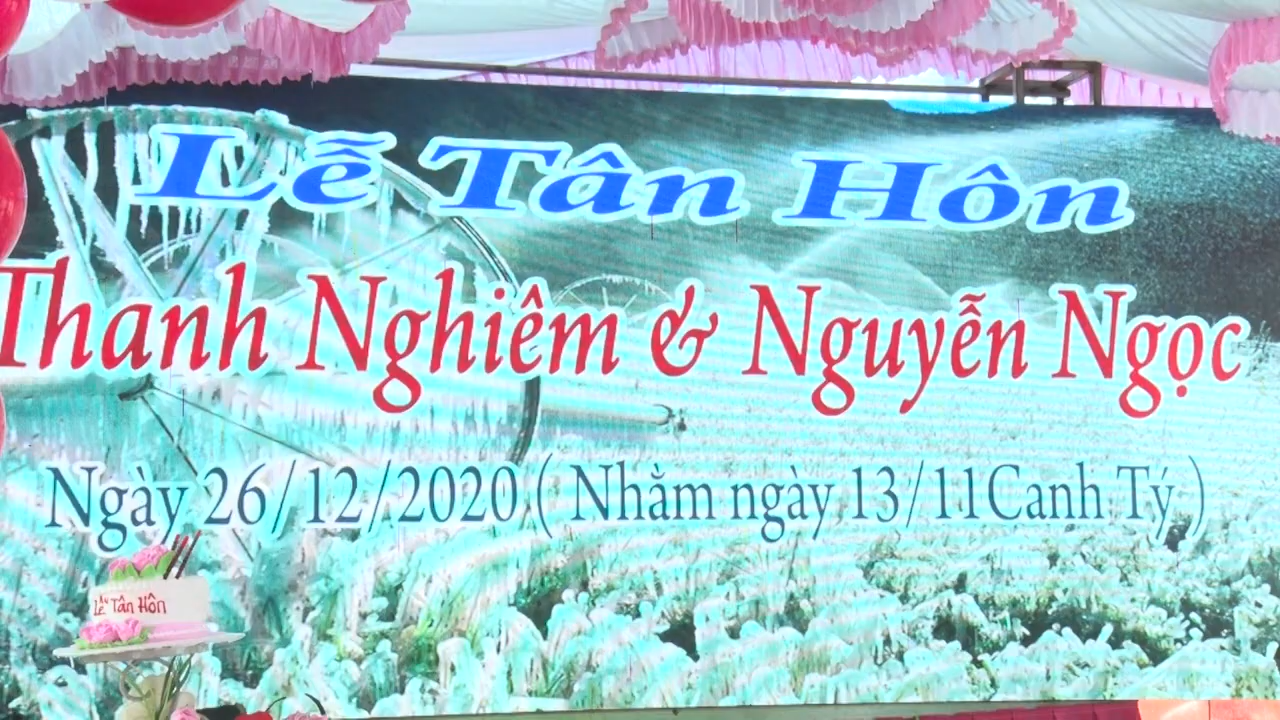 Lễ Tân Hôn
Thanh Nghiêm & Nguyễn Ngọc
Ngày 26/12/2020 ( Nhằm ngày 13/11Canh Tý )
Lễ Tân Hôn